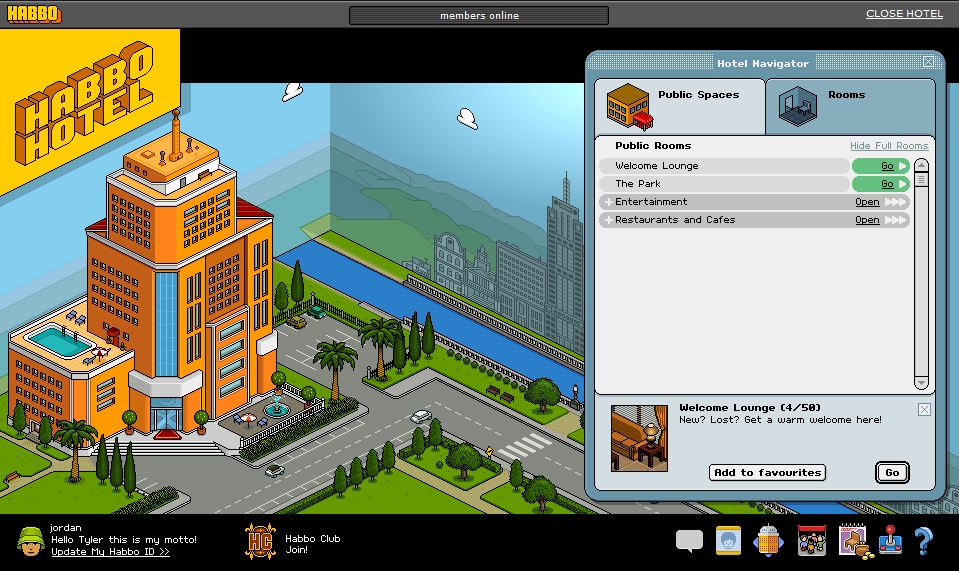 HABBO
members online
CLOSE HOTEL
HABBO
HOTEL
Hotel Navigator
Public Spaces
Rooms
Public Rooms
Hide Full Rooms
Welcome Lounge
Go
The Park
Go
Entertainment
Open
Restaurants and Cafes
Open
Welcome Lounge (4/50)
New? Lost? Get a warm welcome here!
Add to favourites
Go
jordan
Hello Tyler this is my motto!
Update My Habbo ID >>
HC
Habbo Club
Join!